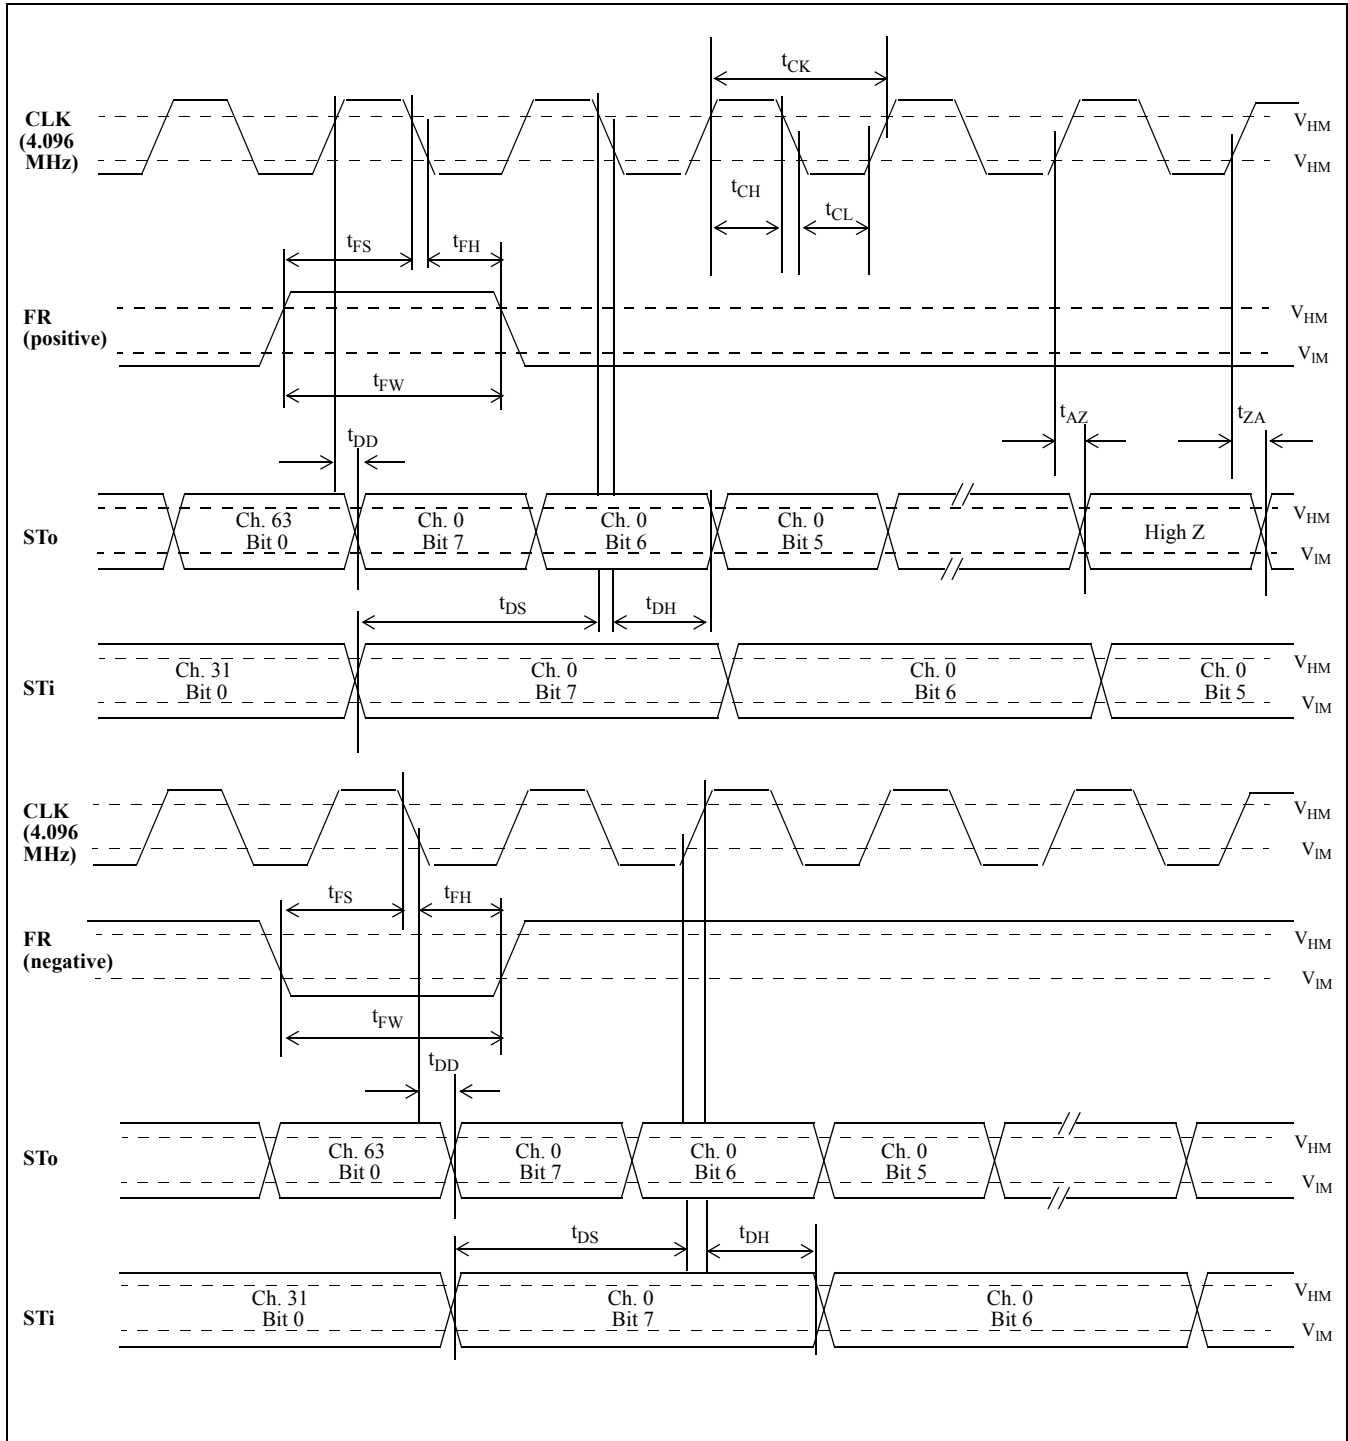 t_CK
CLK
(4.096
MHz)
V_HM
V_HM
t_CH
t_CL
t_FS
t_FH
FR
(positive)
V_HM
V_IM
t_FW
t_AZ
t_ZA
t_DD
STo
Ch. 63
Bit 0
Ch. 0
Bit 7
Ch. 0
Bit 6
Ch. 0
Bit 5
High Z
V_HM
V_IM
t_DS
t_DH
STi
Ch. 31
Bit 0
Ch. 0
Bit 7
Ch. 0
Bit 6
Ch. 0
Bit 5
V_HM
V_IM
CLK
(4.096
MHz)
V_HM
V_IM
t_FS
t_FH
FR
(negative)
V_HM
V_IM
t_FW
t_DD
STo
Ch. 63
Bit 0
Ch. 0
Bit 7
Ch. 0
Bit 6
Ch. 0
Bit 5
V_HM
V_IM
t_DS
t_DH
STi
Ch. 31
Bit 0
Ch. 0
Bit 7
Ch. 0
Bit 6
V_HM
V_IM